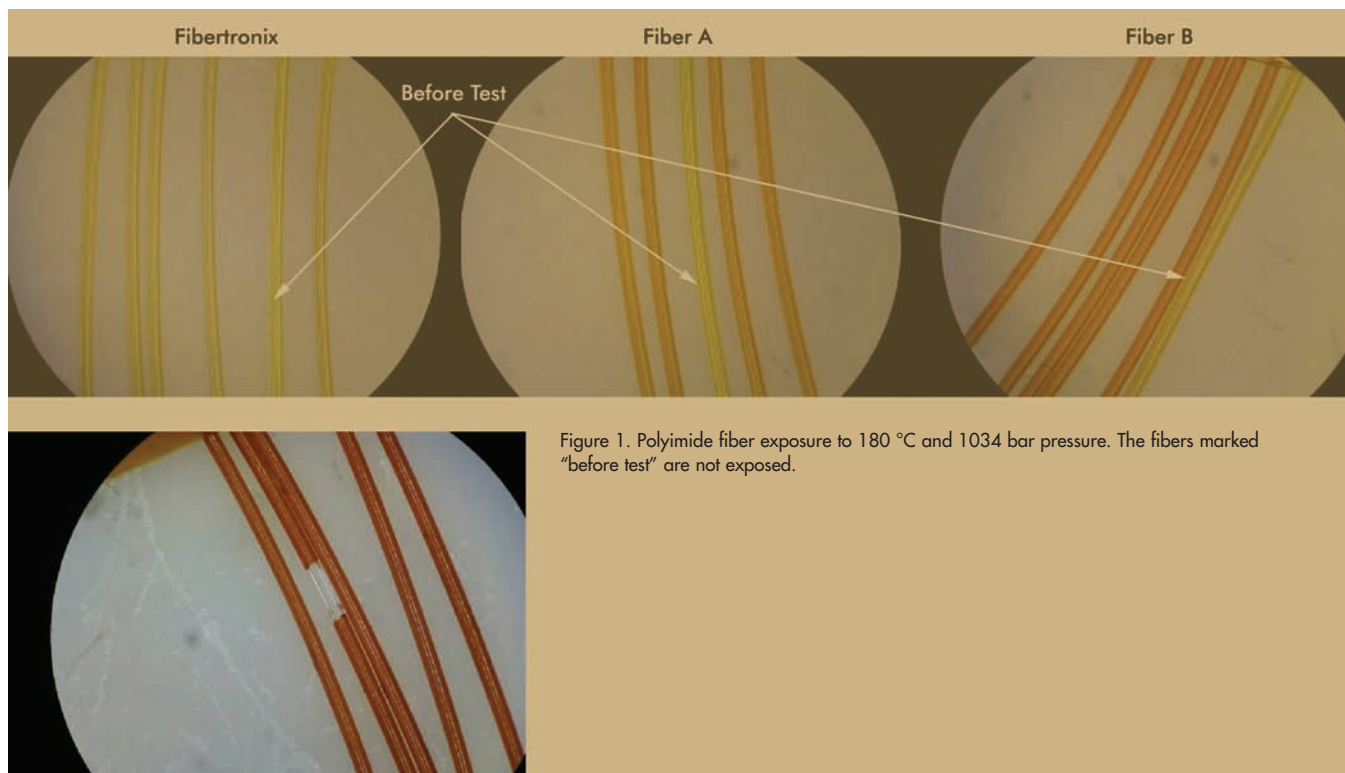 Fibertronix
Fiber A
Fiber B
Before Test
Figure 1. Polyimide fiber exposure to 180 °C and 1034 bar pressure. The fibers marked
“before test” are not exposed.